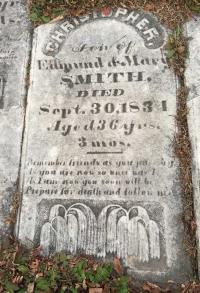 CHRISTOPHER,
Son of
Edmund & Mary
SMITH,
DIED
Sept. 30, 1834
Aged 36 yrs.
3 mos.
Remember friends as you pass by
As you are now so once was I
As I am now you soon will be
Prepare for death and follow me